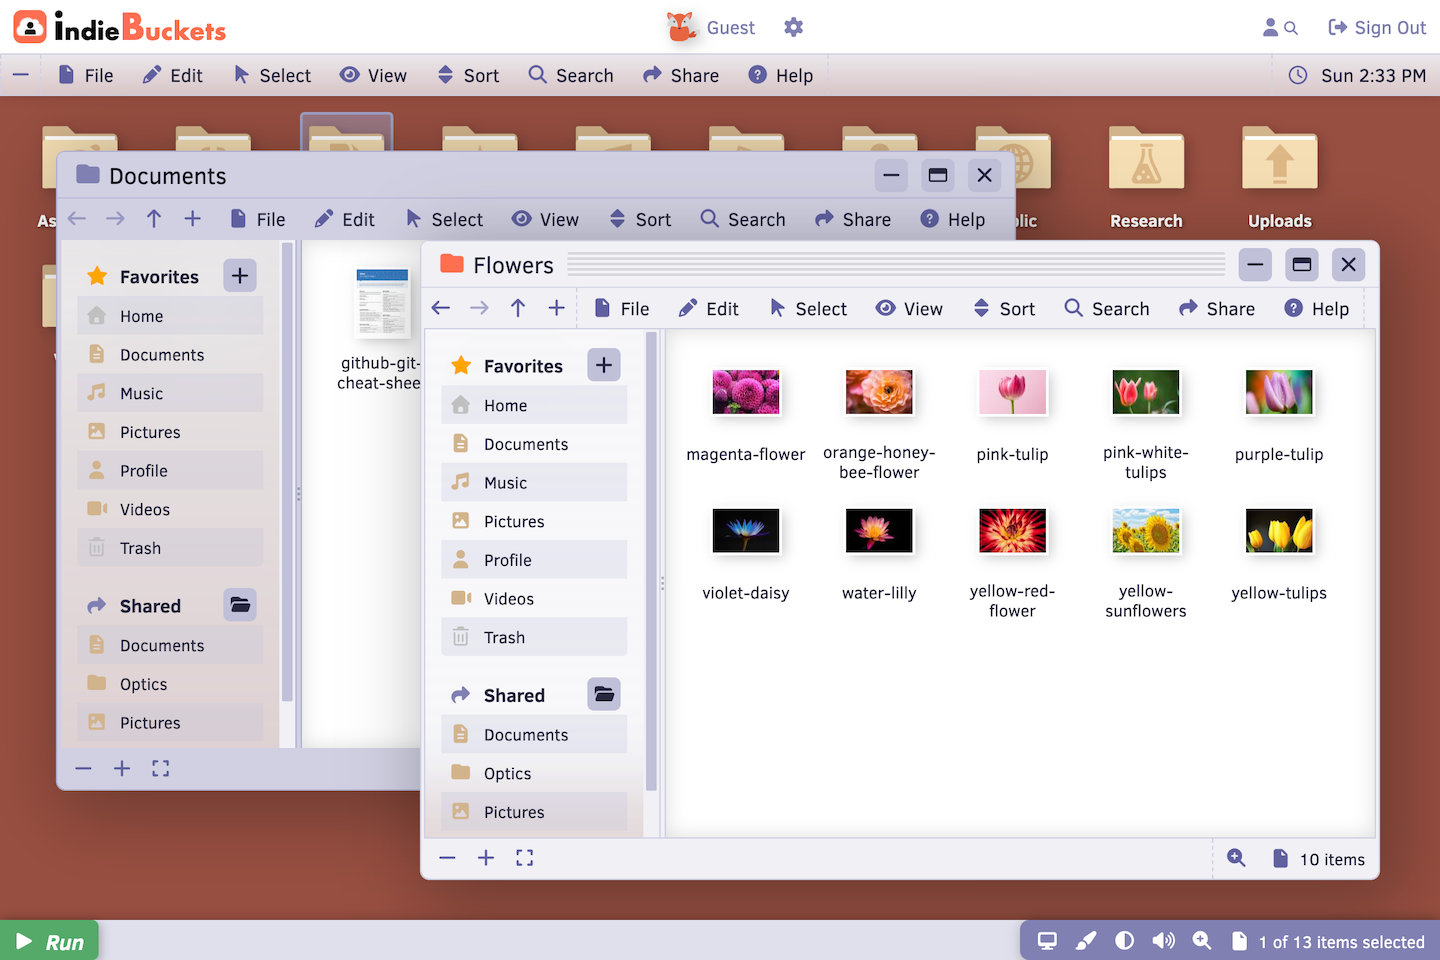 indieBuckets
Guest
Sign Out
File Edit Select View Sort Search Share Help
Sun 2:33 PM
Research
Uploads
Documents
File Edit Select View Sort Search Share Help
Favorites
Home
Documents
Music
Pictures
Profile
Videos
Trash
Shared
Documents
Optics
Pictures
github-git-
cheat-shee
Flowers
File Edit Select View Sort Search Share Help
Favorites
Home
Documents
Music
Pictures
Profile
Videos
Trash
Shared
Documents
Optics
Pictures
magenta-flower
orange-honey-
bee-flower
pink-tulip
pink-white-
tulips
purple-tulip
violet-daisy
water-lilly
yellow-red-
flower
yellow-
sunflowers
yellow-tulips
10 items
Run
1 of 13 items selected